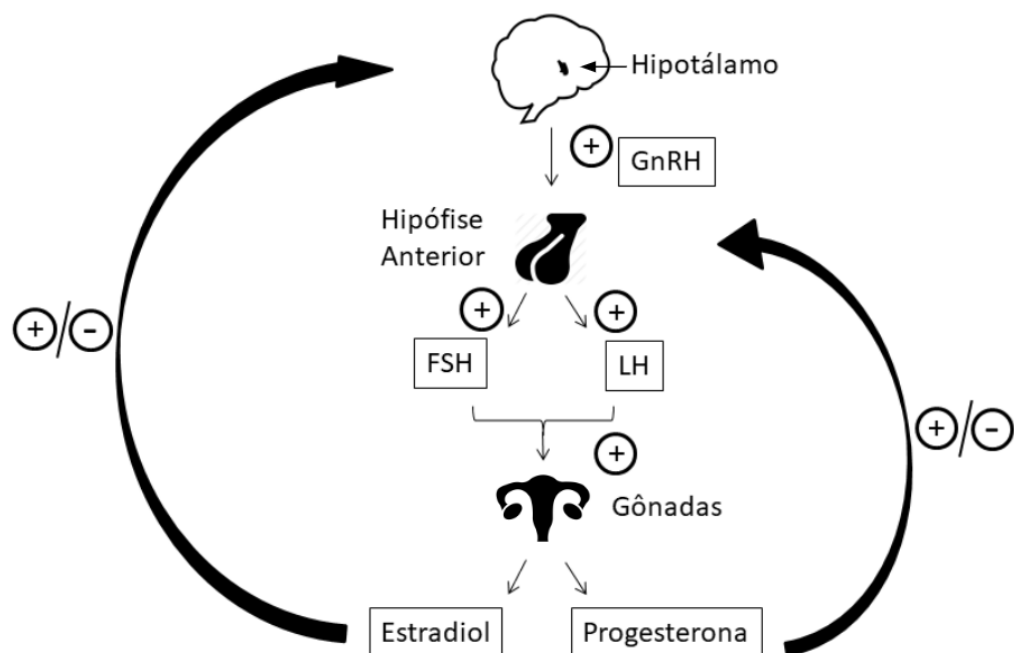 Hipotálamo
+
GnRH
Hipófise
Anterior
+
+
+/-
FSH
LH
+/-
+
Gônadas
Estradiol
Progesterona